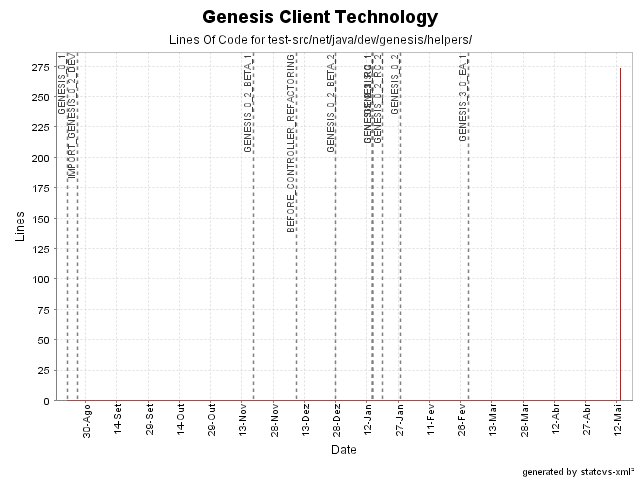 Genesis Client Technology
Lines Of Code for test-src/net/java/dev/genesis/helpers/
GENESIS_0_1
IMPORT_GENESIS_0_2_DEV
GENESIS_0_2_BETA_1
BEFORE_CONTROLLER_REFACTORING
GENESIS_0_2_BETA_2
GENESIS_0_2_RC_2
GENESIS_0_2
GENESIS_3_0_EA_1
Lines
275
250
225
200
175
150
125
100
75
50
25
0
30-Ago
14-Set
29-Set
14-Out
29-Out
13-Nov
28-Nov
13-Dez
28-Dez
12-Jan
27-Jan
11-Fev
26-Fev
13-Mar
28-Mar
12-Abr
27-Abr
12-Mai
Date
generated by statcvs-xml²